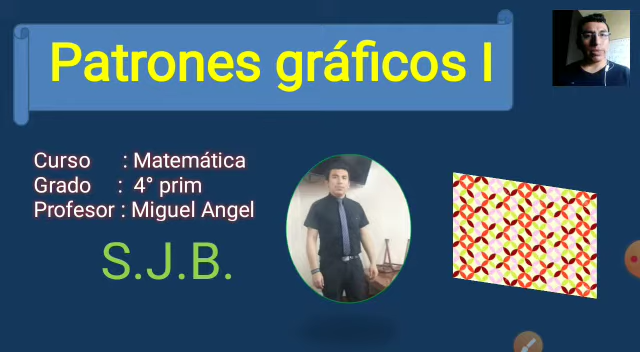 Patrones gráficos I
Curso : Matemática
Grado : 4° prim
Profesor : Miguel Angel
S.J.B.